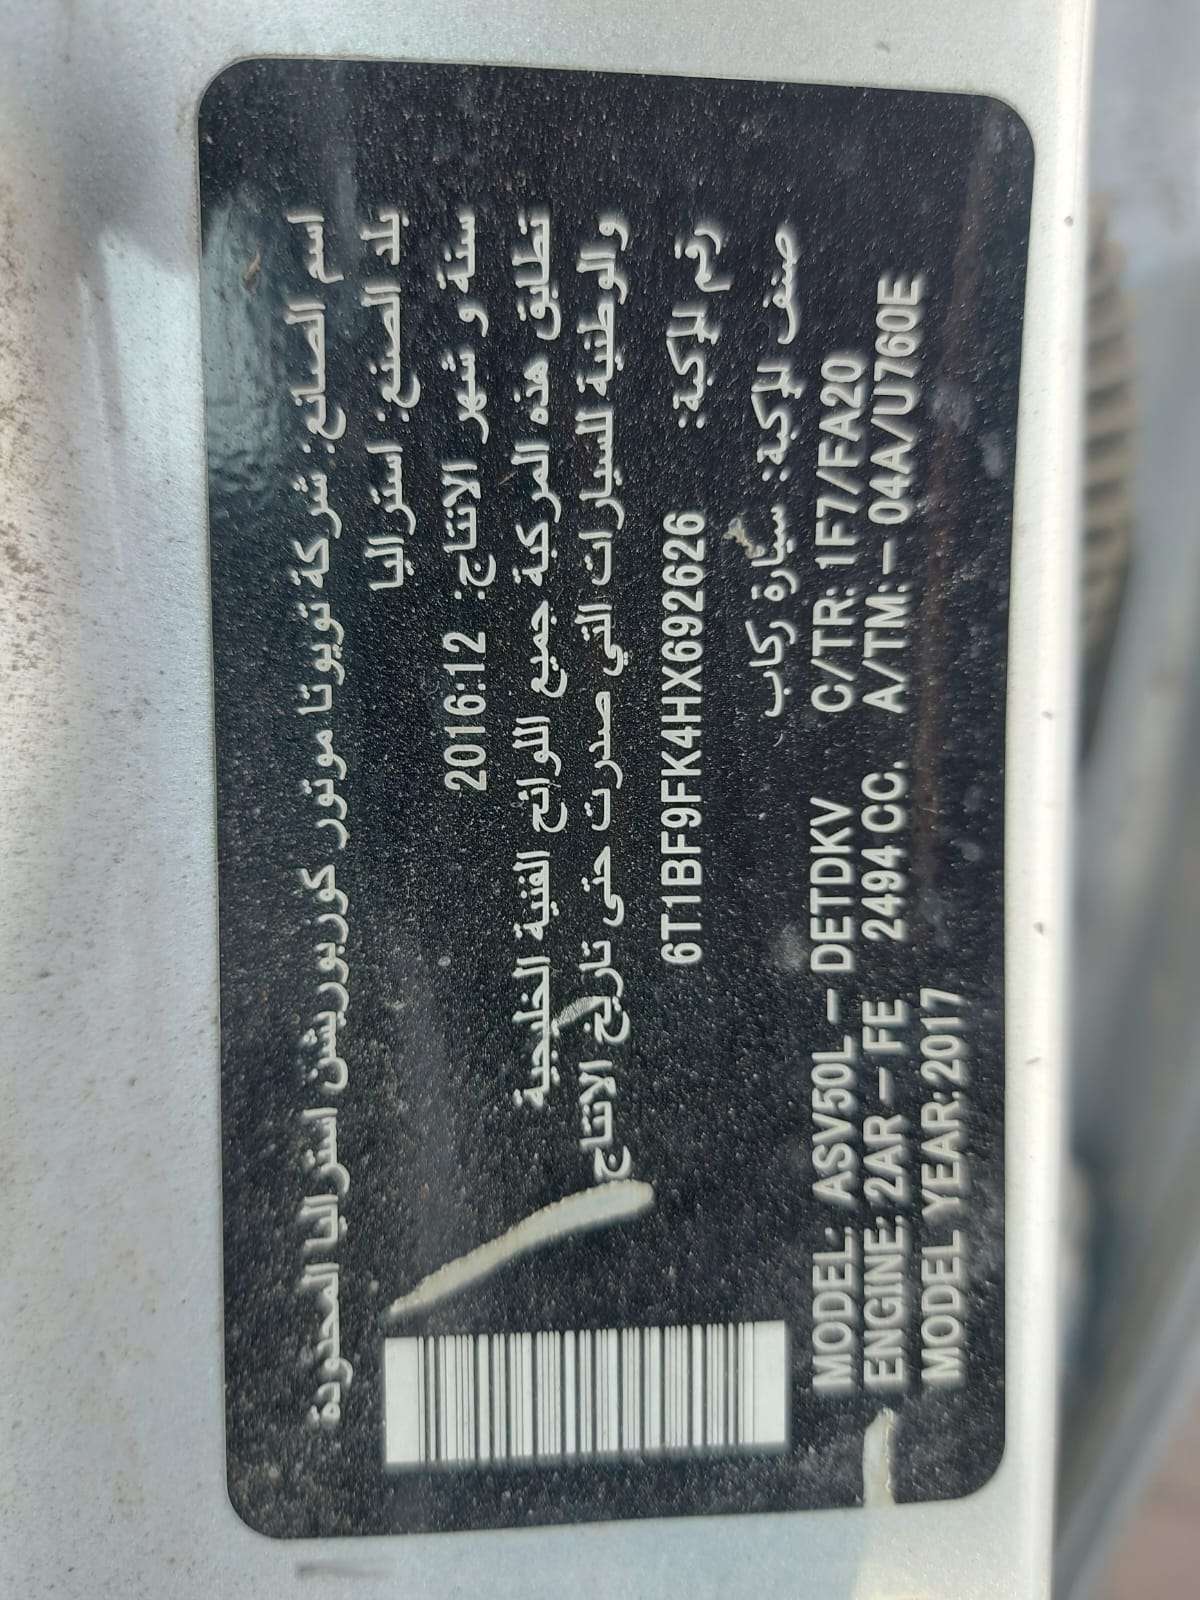 اسم الصانع: شركة تويوتا موتور كوربوريشن استراليا المحدودة
بلد الصنع: استراليا
سنة و شهر الانتاج: 2016:12
تطابق هذه المركبة جميع اللوائح الفنية الخليجية
والوطنية للسيارات التي صدرت حتى تاريخ الانتاج
رقم المركبة: 6T1BF9FK4HX692626
صنف المركبة: سيارة ركاب
MODEL: ASV50L - DETDKV C/TR: 1F7/FA20
ENGINE: 2AR - FE 2494 CC. A/TM: - 04A/U760E
MODEL YEAR:2017